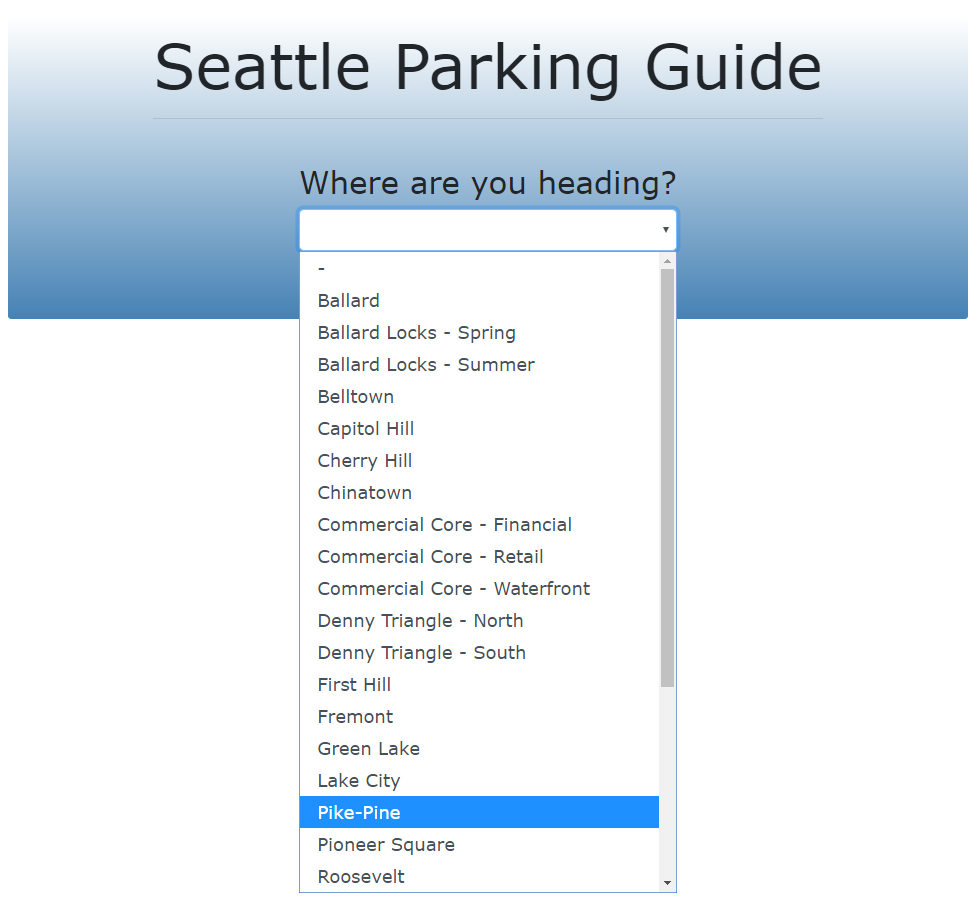 Seattle Parking Guide
Where are you heading?
-
Ballard
Ballard Locks - Spring
Ballard Locks - Summer
Belltown
Capitol Hill
Cherry Hill
Chinatown
Commercial Core - Financial
Commercial Core - Retail
Commercial Core - Waterfront
Denny Triangle - North
Denny Triangle - South
First Hill
Fremont
Green Lake
Lake City
Pike-Pine
Pioneer Square
Roosevelt